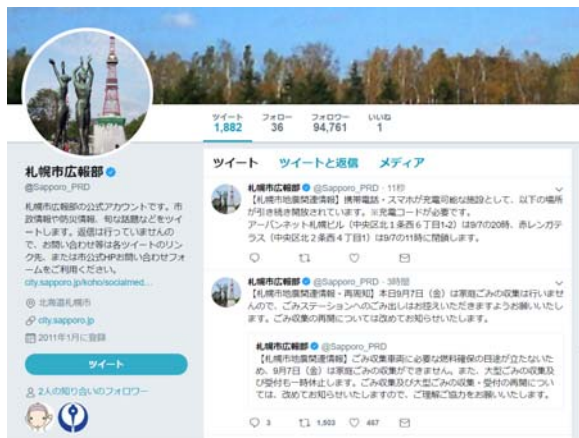 ツイート フォロー フォロワー いいね
1,882 36 94,761 1
札幌市広報部
@Sapporo_PRD
札幌市広報部の公式アカウントです。市
政情報や防災情報、旬な話題などをツイ
ートします。返信は行っていませんの
で、お問い合わせ等は各ツイートのリン
ク先、または市公式HPお問い合わせフォ
ームをご利用ください。
city.sapporo.jp/koho/socialmed...
北海道札幌市
city.sapporo.jp
2011年1月に登録
ツイート
2人の知り合いのフォロワー
ツイート ツイートと返信 メディア
札幌市広報部 @Sapporo_PRD · 11秒
【札幌市地震関連情報】携帯電話・スマホが充電可能な施設として、以下の場所
が引き続き開放されています。※充電コードが必要です。
アーバンネット札幌ビル（中央区北1条西6丁目1-2）は9/7の20時、赤レンガテ
ラス（中央区北2条西4丁目1）は9/7の11時に閉鎖します。
札幌市広報部 @Sapporo_PRD · 3時間
【札幌市地震関連情報・再周知】本日9月7日（金）は家庭ごみの収集は行いませ
んので、ごみステーションへのごみ出しはお控えいただきますようお願いいたし
ます。ごみ収集の再開については改めてお知らせいたします。
札幌市広報部 @Sapporo_PRD
【札幌市地震関連情報】ごみ収集車両に必要な燃料確保の目途が立たないた
め、9月7日（金）は家庭ごみの収集ができません。また、大型ごみの収集及
び受付も一時休止します。ごみ収集及び大型ごみの収集・受付の再開につい
ては、改めてお知らせいたしますので、ご理解ご協力をお願いいたします。
3 1,503 467